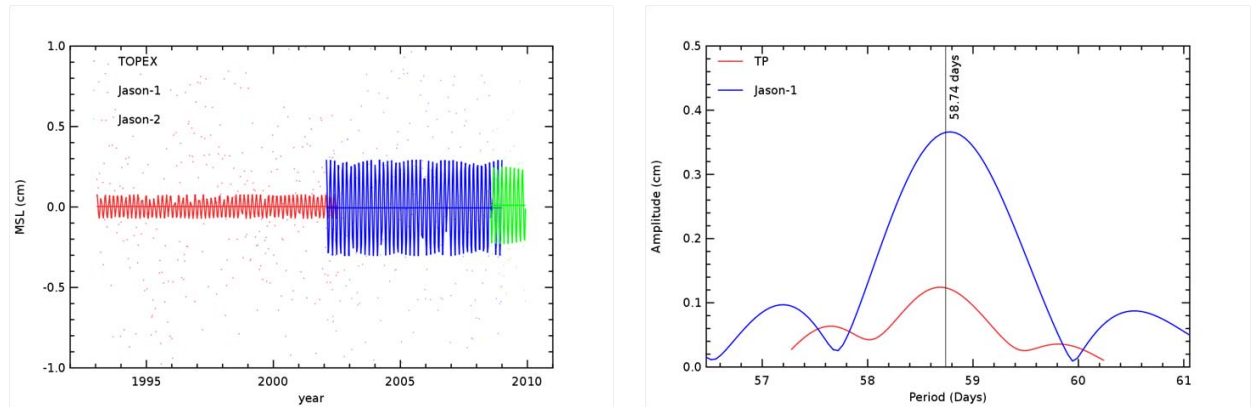 1.0
0.5
0.0
-0.5
-1.0
MSL (cm)
TOPEX
Jason-1
Jason-2
1995
2000
2005
2010
year
0.5
0.4
0.3
0.2
0.1
0.0
Amplitude (cm)
TP
Jason-1
58.74 days
57
58
59
60
61
Period (Days)